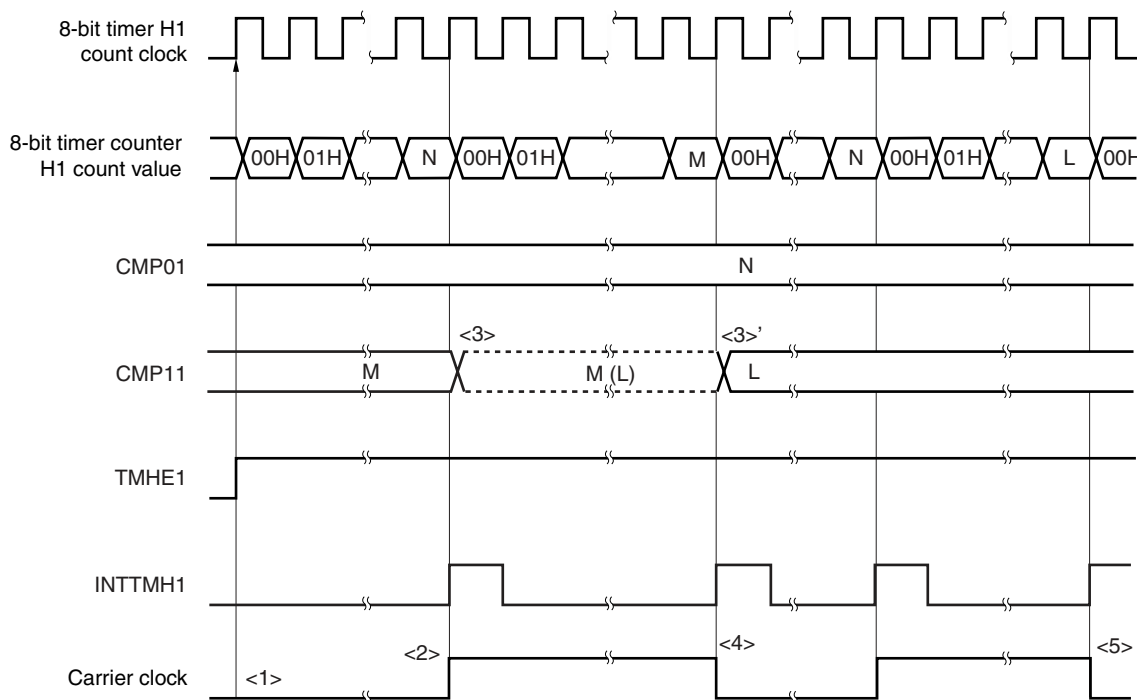 8-bit timer H1
count clock
8-bit timer counter
H1 count value
00H 01H N 00H 01H M 00H N 00H 01H L 00H
CMP01
N
<3> <3>’
CMP11
M M (L) L
TMHE1
INTTMH1
<1> <2> <4> <5>
Carrier clock